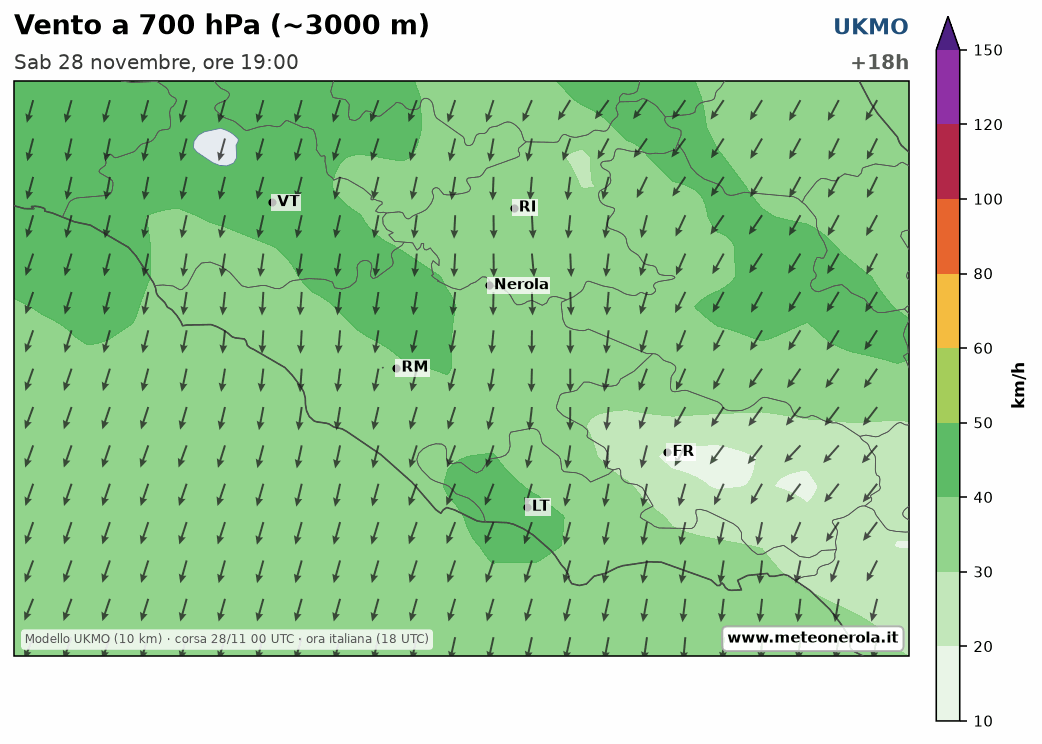 Vento a 700 hPa (~3000 m)
UKMO
Sab 28 novembre, ore 19:00
+18h
150
120
100
80
60
50
40
30
20
10
km/h
VT
RI
Nerola
RM
FR
LT
Modello UKMO (10 km) · corsa 28/11 00 UTC · ora italiana (18 UTC)
www.meteonerola.it